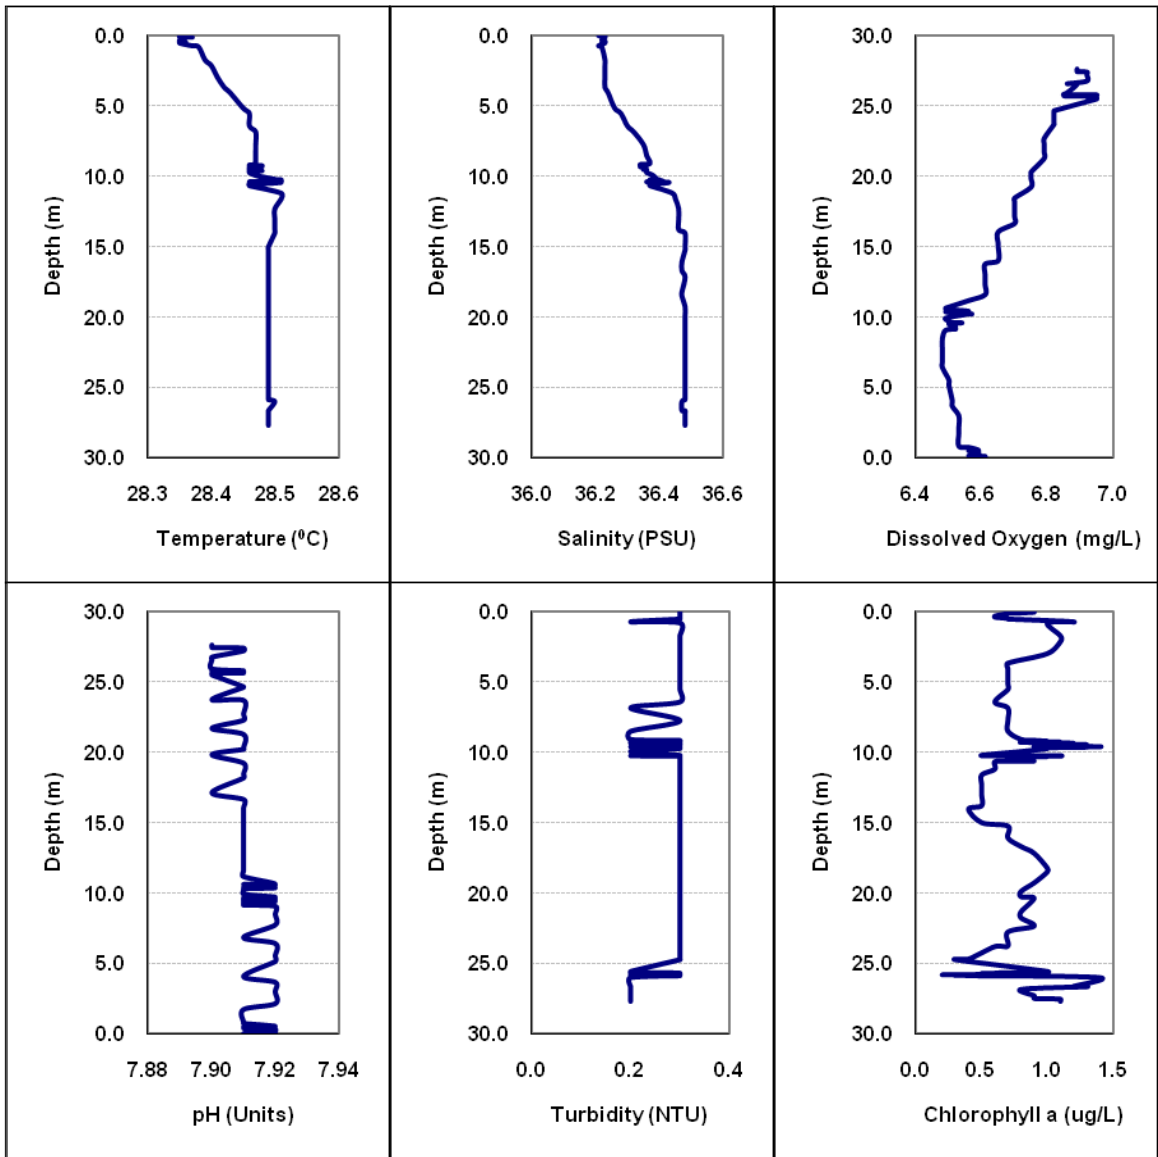 0.0
5.0
10.0
15.0
20.0
25.0
30.0
Depth (m)
28.3 28.4 28.5 28.6
Temperature (⁰C)
0.0
5.0
10.0
15.0
20.0
25.0
30.0
Depth (m)
36.0 36.2 36.4 36.6
Salinity (PSU)
30.0
25.0
20.0
15.0
10.0
5.0
0.0
Depth (m)
6.4 6.6 6.8 7.0
Dissolved Oxygen (mg/L)
30.0
25.0
20.0
15.0
10.0
5.0
0.0
Depth (m)
7.88 7.90 7.92 7.94
pH (Units)
0.0
5.0
10.0
15.0
20.0
25.0
30.0
Depth (m)
0.0 0.2 0.4
Turbidity (NTU)
0.0
5.0
10.0
15.0
20.0
25.0
30.0
Depth (m)
0.0 0.5 1.0 1.5
Chlorophyll a (ug/L)